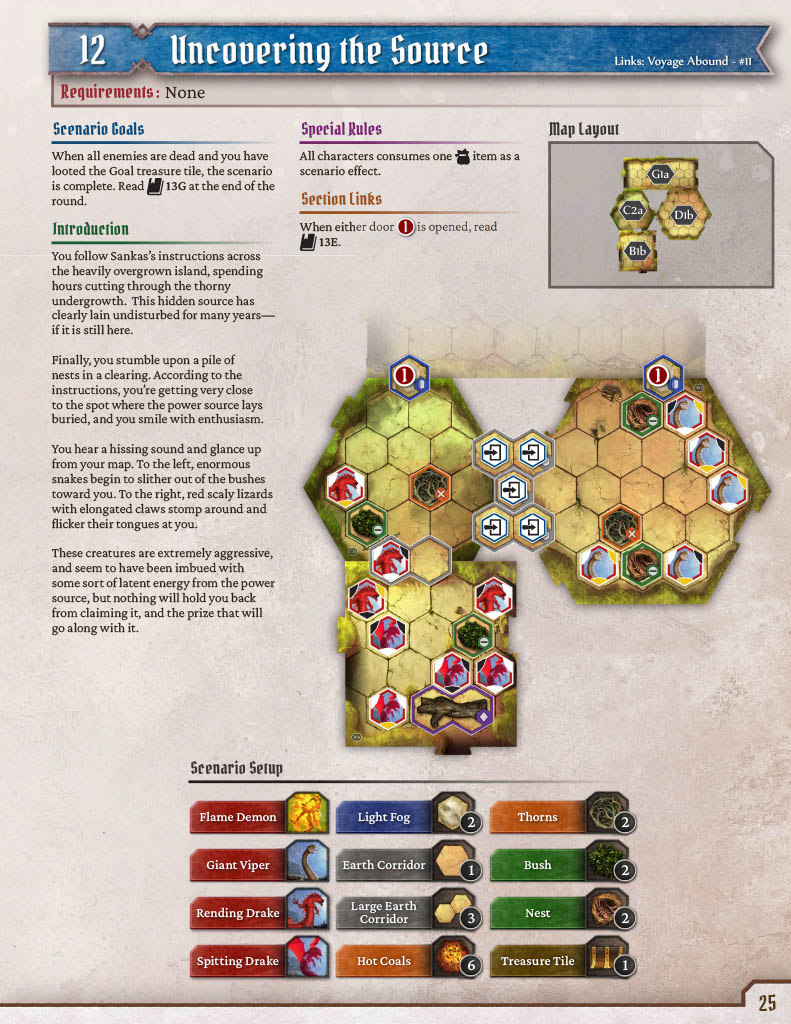 12
Uncovering the Source
Links: Voyage Abound - #11
Requirements: None
Scenario Goals
When all enemies are dead and you have
looted the Goal treasure tile, the scenario
is complete. Read 13G at the end of the
round.
Introduction
You follow Sankas's instructions across
the heavily overgrown island, spending
hours cutting through the thorny
undergrowth. This hidden source has
clearly lain undisturbed for many years—
if it is still here.
Finally, you stumble upon a pile of
nests in a clearing. According to the
instructions, you're getting very close
to the spot where the power source lays
buried, and you smile with enthusiasm.
You hear a hissing sound and glance up
from your map. To the left, enormous
snakes begin to slither out of the bushes
toward you. To the right, red scaly lizards
with elongated claws stomp around and
flicker their tongues at you.
These creatures are extremely aggressive,
and seem to have been imbued with
some sort of latent energy from the power
source, but nothing will hold you back
from claiming it, and the prize that will
go along with it.
Special Rules
All characters consumes one item as a
scenario effect.
Section Links
When either door 1 is opened, read
13E.
Map Layout
G1a
C2a
D1b
B1b
1
1
Scenario Setup
Flame Demon
Light Fog
2
Thorns
2
Giant Viper
Earth Corridor
1
Bush
2
Rending Drake
Large Earth
Corridor
3
Nest
2
Spitting Drake
Hot Coals
6
Treasure Tile
1
25